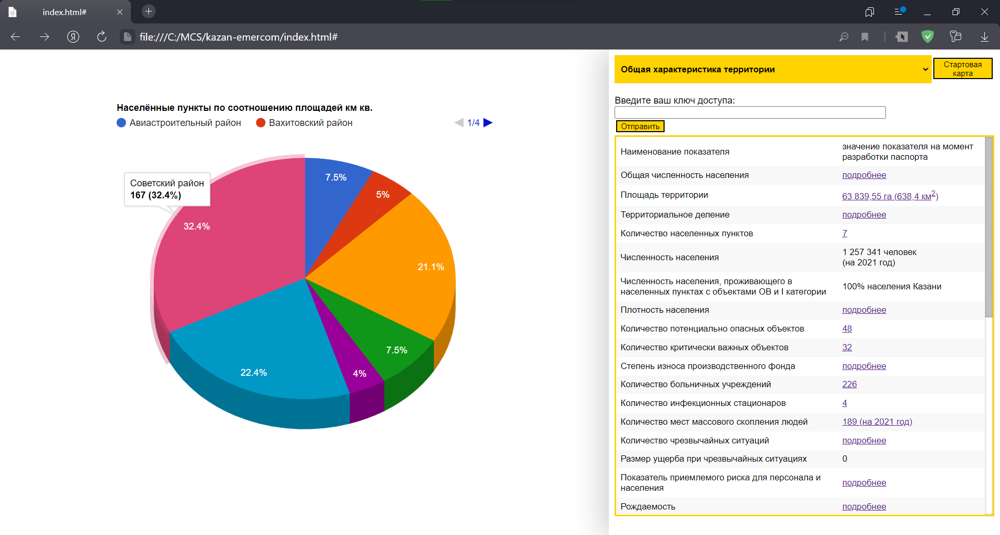 index.html#
file:///C:/MCS/kazan-emercom/index.html#
Населённые пункты по соотношению площадей км кв.
Авиастроительный район
Вахитовский район
1/4
Советский район
167 (32.4%)
7.5%
5%
32.4%
21.1%
7.5%
22.4%
4%
Общая характеристика территории
Стартовая
карта
Введите ваш ключ доступа:
Отправить
Наименование показателя
значение показателя на момент
разработки паспорта
Общая численность населения
подробнее
Площадь территории
63 839,55 га (638,4 км²)
Территориальное деление
подробнее
Количество населенных пунктов
7
Численность населения
1 257 341 человек
(на 2021 год)
Численность населения, проживающего в
населенных пунктах с объектами ОВ и I категории
100% населения Казани
Плотность населения
подробнее
Количество потенциально опасных объектов
48
Количество критически важных объектов
32
Степень износа производственного фонда
подробнее
Количество больничных учреждений
226
Количество инфекционных стационаров
4
Количество мест массового скопления людей
189 (на 2021 год)
Количество чрезвычайных ситуаций
подробнее
Размер ущерба при чрезвычайных ситуациях
0
Показатель приемлемого риска для персонала и
населения
подробнее
Рождаемость
подробнее